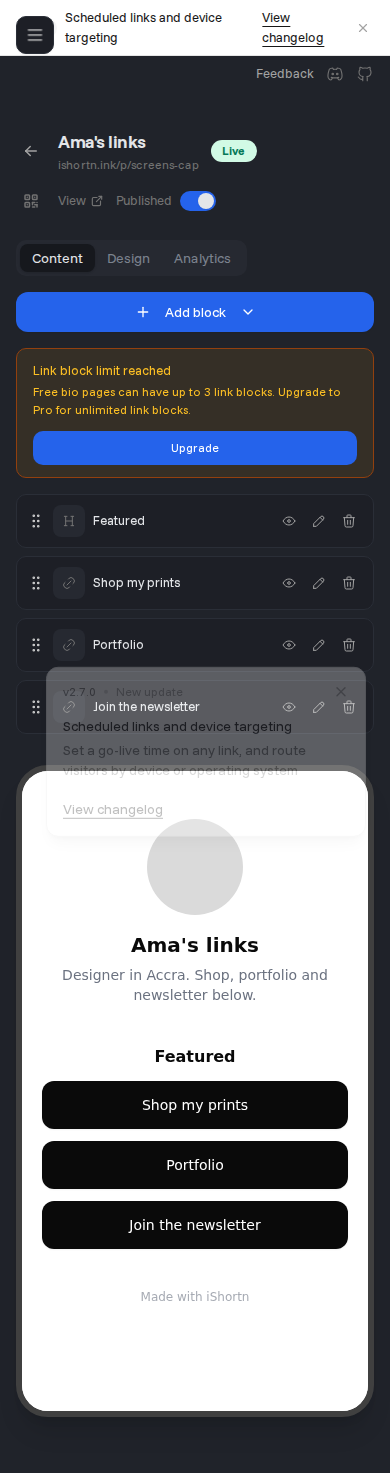 Scheduled links and device
targeting
View
changelog
Feedback
Ama's links
Live
ishortn.ink/p/screens-cap
View
Published
Content
Design
Analytics
Add block
Link block limit reached
Free bio pages can have up to 3 link blocks. Upgrade to
Pro for unlimited link blocks.
Upgrade
Featured
Shop my prints
Portfolio
v2.7.0 • New update
Join the newsletter
Scheduled links and device targeting
Set a go-live time on any link, and route
visitors by device or operating system
View changelog
Ama's links
Designer in Accra. Shop, portfolio and
newsletter below.
Featured
Shop my prints
Portfolio
Join the newsletter
Made with iShortn